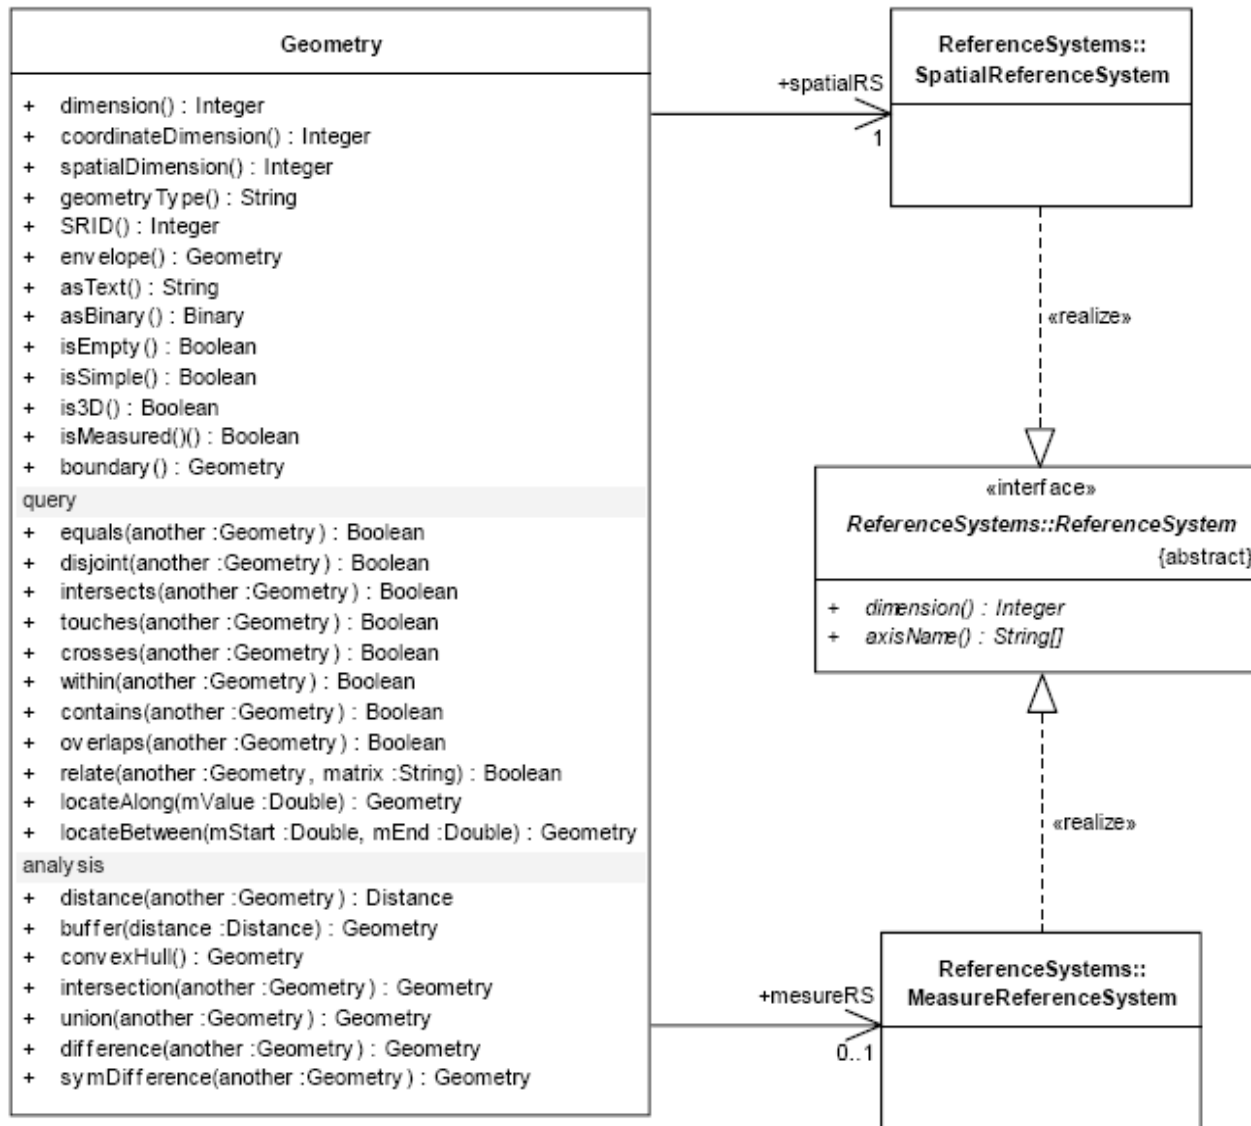 Geometry
+ dimension() : Integer
+ coordinateDimension() : Integer
+ spatialDimension() : Integer
+ geometryType() : String
+ SRID() : Integer
+ envelope() : Geometry
+ asText() : String
+ asBinary() : Binary
+ isEmpty() : Boolean
+ isSimple() : Boolean
+ is3D() : Boolean
+ isMeasured()() : Boolean
+ boundary() : Geometry
query
+ equals(another :Geometry) : Boolean
+ disjoint(another :Geometry) : Boolean
+ intersects(another :Geometry) : Boolean
+ touches(another :Geometry) : Boolean
+ crosses(another :Geometry) : Boolean
+ within(another :Geometry) : Boolean
+ contains(another :Geometry) : Boolean
+ overlaps(another :Geometry) : Boolean
+ relate(another :Geometry, matrix :String) : Boolean
+ locateAlong(mValue :Double) : Geometry
+ locateBetween(mStart :Double, mEnd :Double) : Geometry
analysis
+ distance(another :Geometry) : Distance
+ buffer(distance :Distance) : Geometry
+ convexHull() : Geometry
+ intersection(another :Geometry) : Geometry
+ union(another :Geometry) : Geometry
+ difference(another :Geometry) : Geometry
+ symDifference(another :Geometry) : Geometry
+spatialRS
1
ReferenceSystems::
SpatialReferenceSystem
«realize»
«interface»
ReferenceSystems::ReferenceSystem
{abstract}
+ dimension() : Integer
+ axisName() : String[]
«realize»
+mesureRS
0..1
ReferenceSystems::
MeasureReferenceSystem